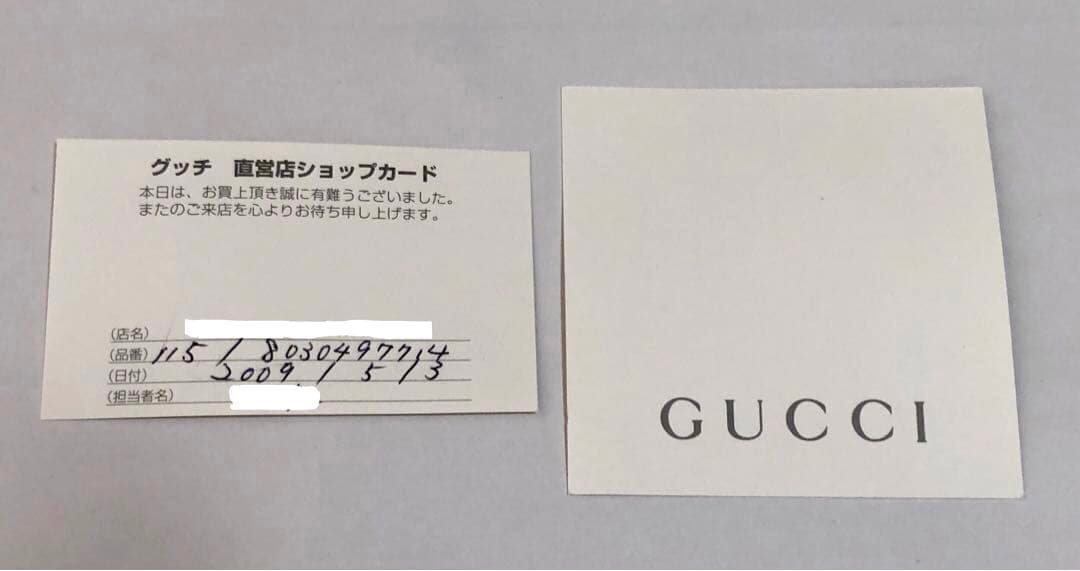 グッチ 直営店ショップカード
本日は、お買上頂き誠に有難うございました。
またのご来店を心よりお待ち申し上げます。
(店名)
(品番) 115 / 8030497714
(日付) 2009 / 5 / 3
(担当者名)
GUCCI